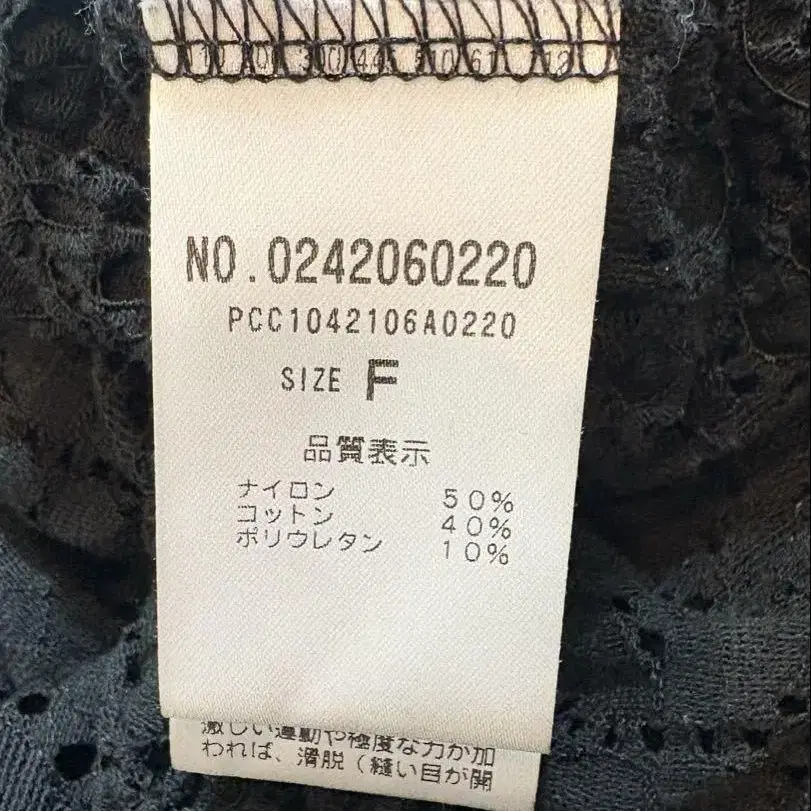 NO.0242060220
PCC1042106A0220
SIZE F
品質表示
ナイロン 50%
コットン 40%
ポリウレタン 10%
激しい運動や極度な力が加
われば、滑脱(縫い目が開